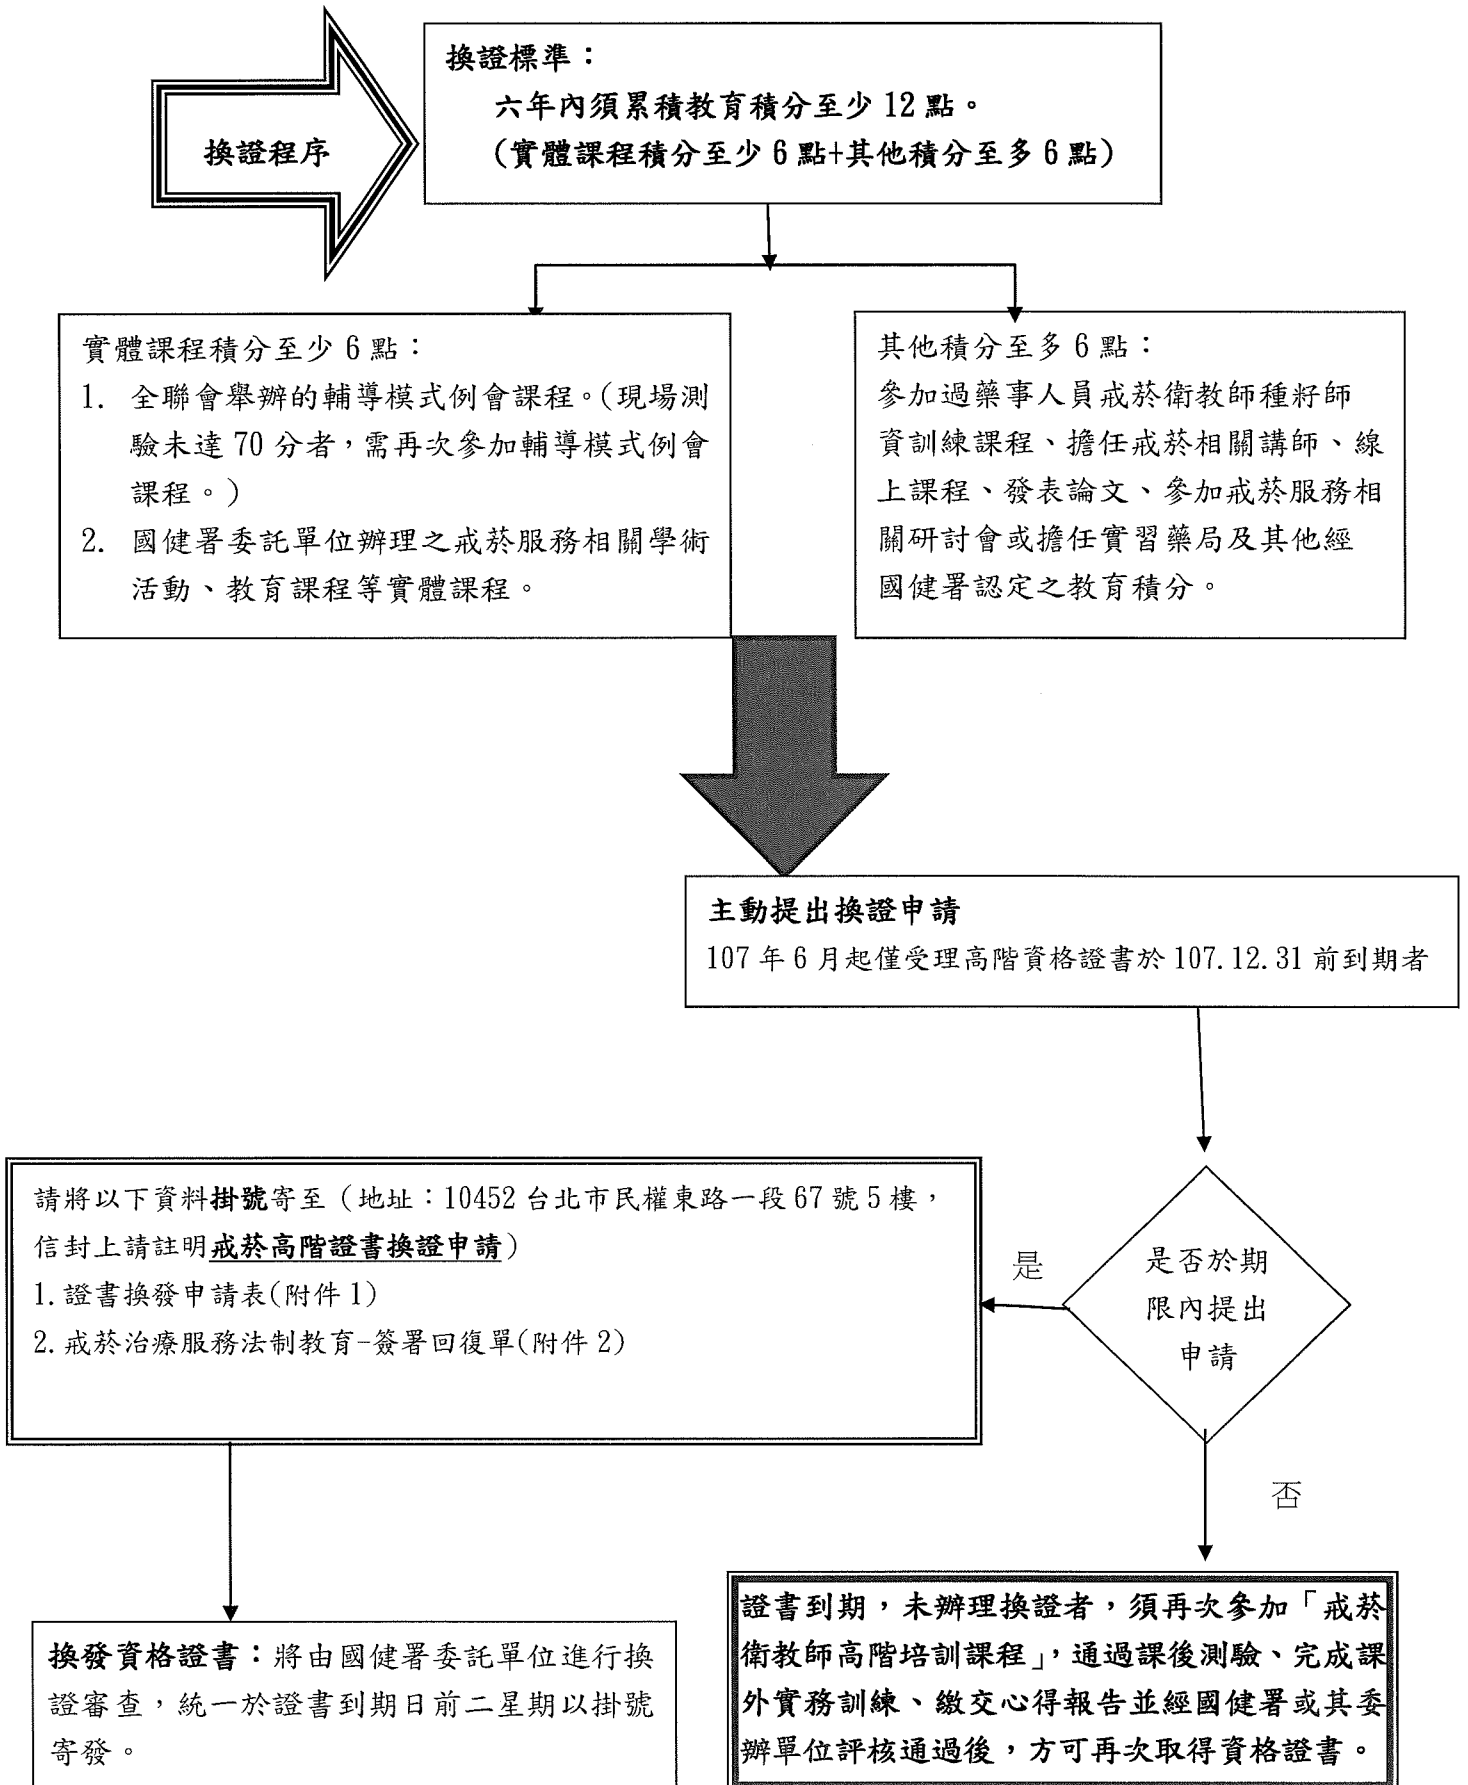 換證程序
換證標準：
六年內須累積教育積分至少 12 點。
(實體課程積分至少 6 點+其他積分至多 6 點)
實體課程積分至少 6 點：
1. 全聯會舉辦的輔導模式例會課程。(現場測
驗未達 70 分者，需再次參加輔導模式例會
課程。)
2. 國健署委託單位辦理之戒菸服務相關學術
活動、教育課程等實體課程。
其他積分至多 6 點：
參加過藥事人員戒菸衛教師種籽師
資訓練課程、擔任戒菸相關講師、線
上課程、發表論文、參加戒菸服務相
關研討會或擔任實習藥局及其他經
國健署認定之教育積分。
主動提出換證申請
107 年 6 月起僅受理高階資格證書於 107.12.31 前到期者
是否於期
限內提出
申請
是
請將以下資料掛號寄至 (地址：10452 台北市民權東路一段 67 號 5 樓，
信封上請註明戒菸高階證書換證申請)
1.證書換發申請表(附件 1)
2.戒菸治療服務法制教育-簽署回復單(附件 2)
否
換發資格證書：將由國健署委託單位進行換
證審查，統一於證書到期日前二星期以掛號
寄發。
證書到期，未辦理換證者，須再次參加「戒菸
衛教師高階培訓課程」，通過課後測驗、完成課
外實務訓練、繳交心得報告並經國健署或其委
辦單位評核通過後，方可再次取得資格證書。